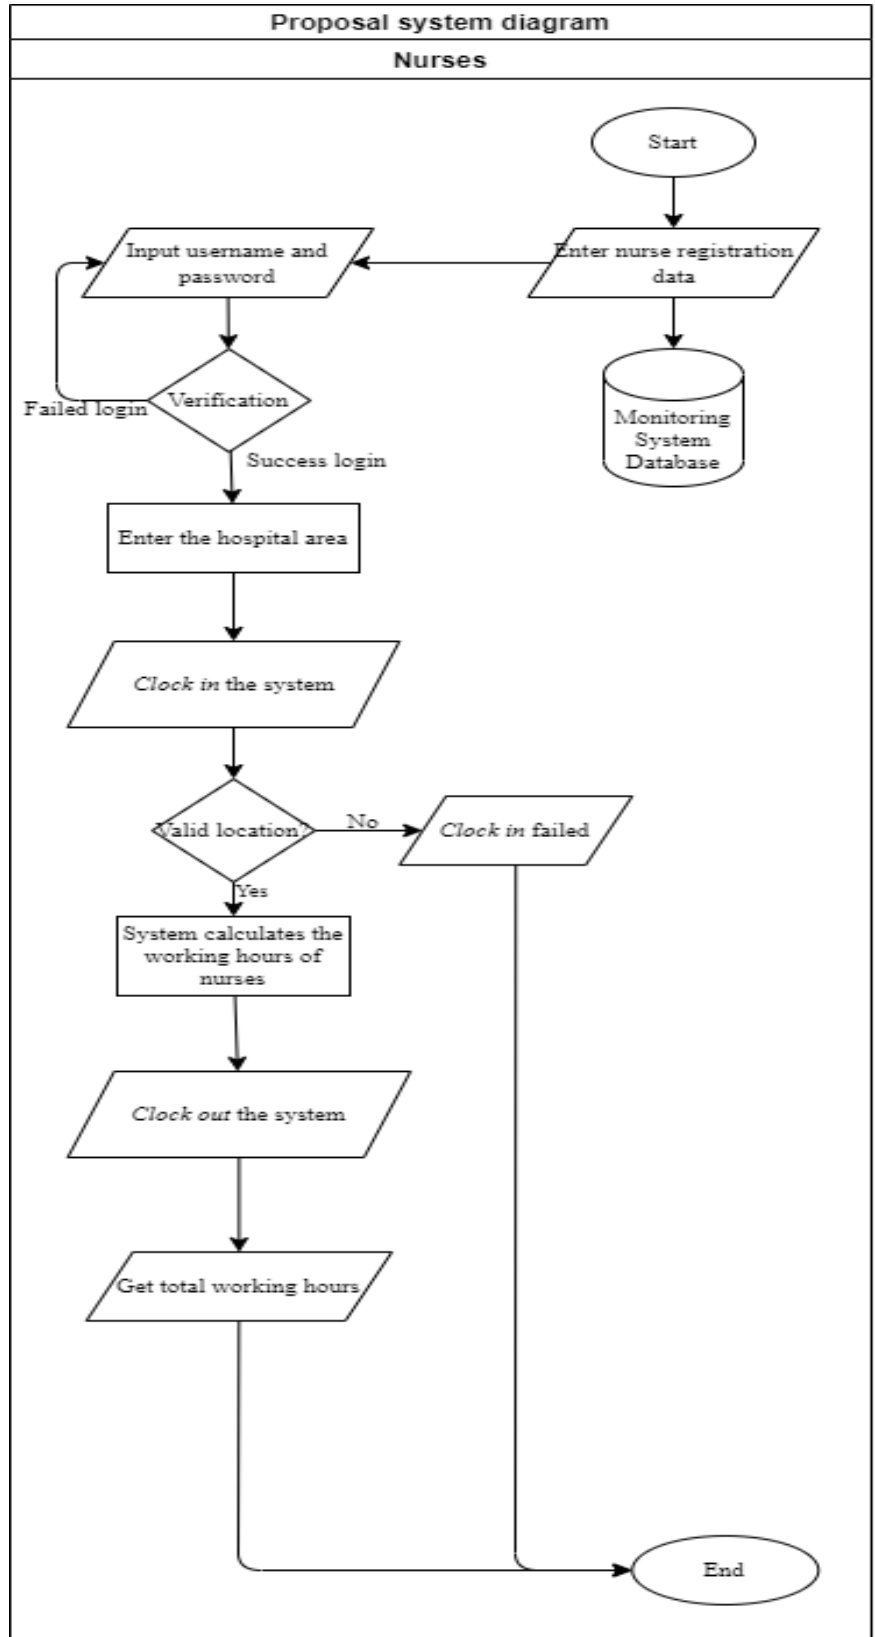 Proposal system diagram
Nurses
Start
Enter nurse registration
data
Input username and
password
Monitoring
System
Database
Verification
Failed login
Success login
Enter the hospital area
Clock in the system
Valid location?
No
Clock in failed
Yes
System calculates the
working hours of
nurses
Clock out the system
Get total working hours
End